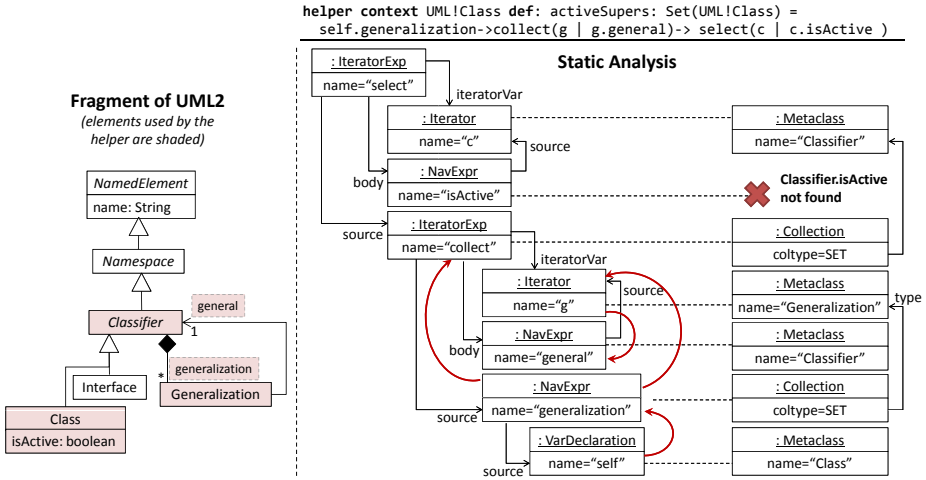 helper context UML!Class def: activeSupers: Set(UML!Class) =
self.generalization->collect(g | g.general)-> select(c | c.isActive )
Fragment of UML2
(elements used by the
helper are shaded)
NamedElement
name: String
Namespace
general
Classifier
1
generalization
*
Interface
Generalization
Class
isActive: boolean
Static Analysis
: IteratorExp
name="select"
iteratorVar
: Iterator
name="c"
source
: Metaclass
name="Classifier"
body
: NavExpr
name="isActive"
Classifier.isActive
not found
source
: IteratorExp
name="collect"
: Collection
coltype=SET
iteratorVar
: Iterator
name="g"
source
: Metaclass
name="Generalization"
type
body
: NavExpr
name="general"
: Metaclass
name="Classifier"
source
: NavExpr
name="generalization"
: Collection
coltype=SET
source
: VarDeclaration
name="self"
: Metaclass
name="Class"